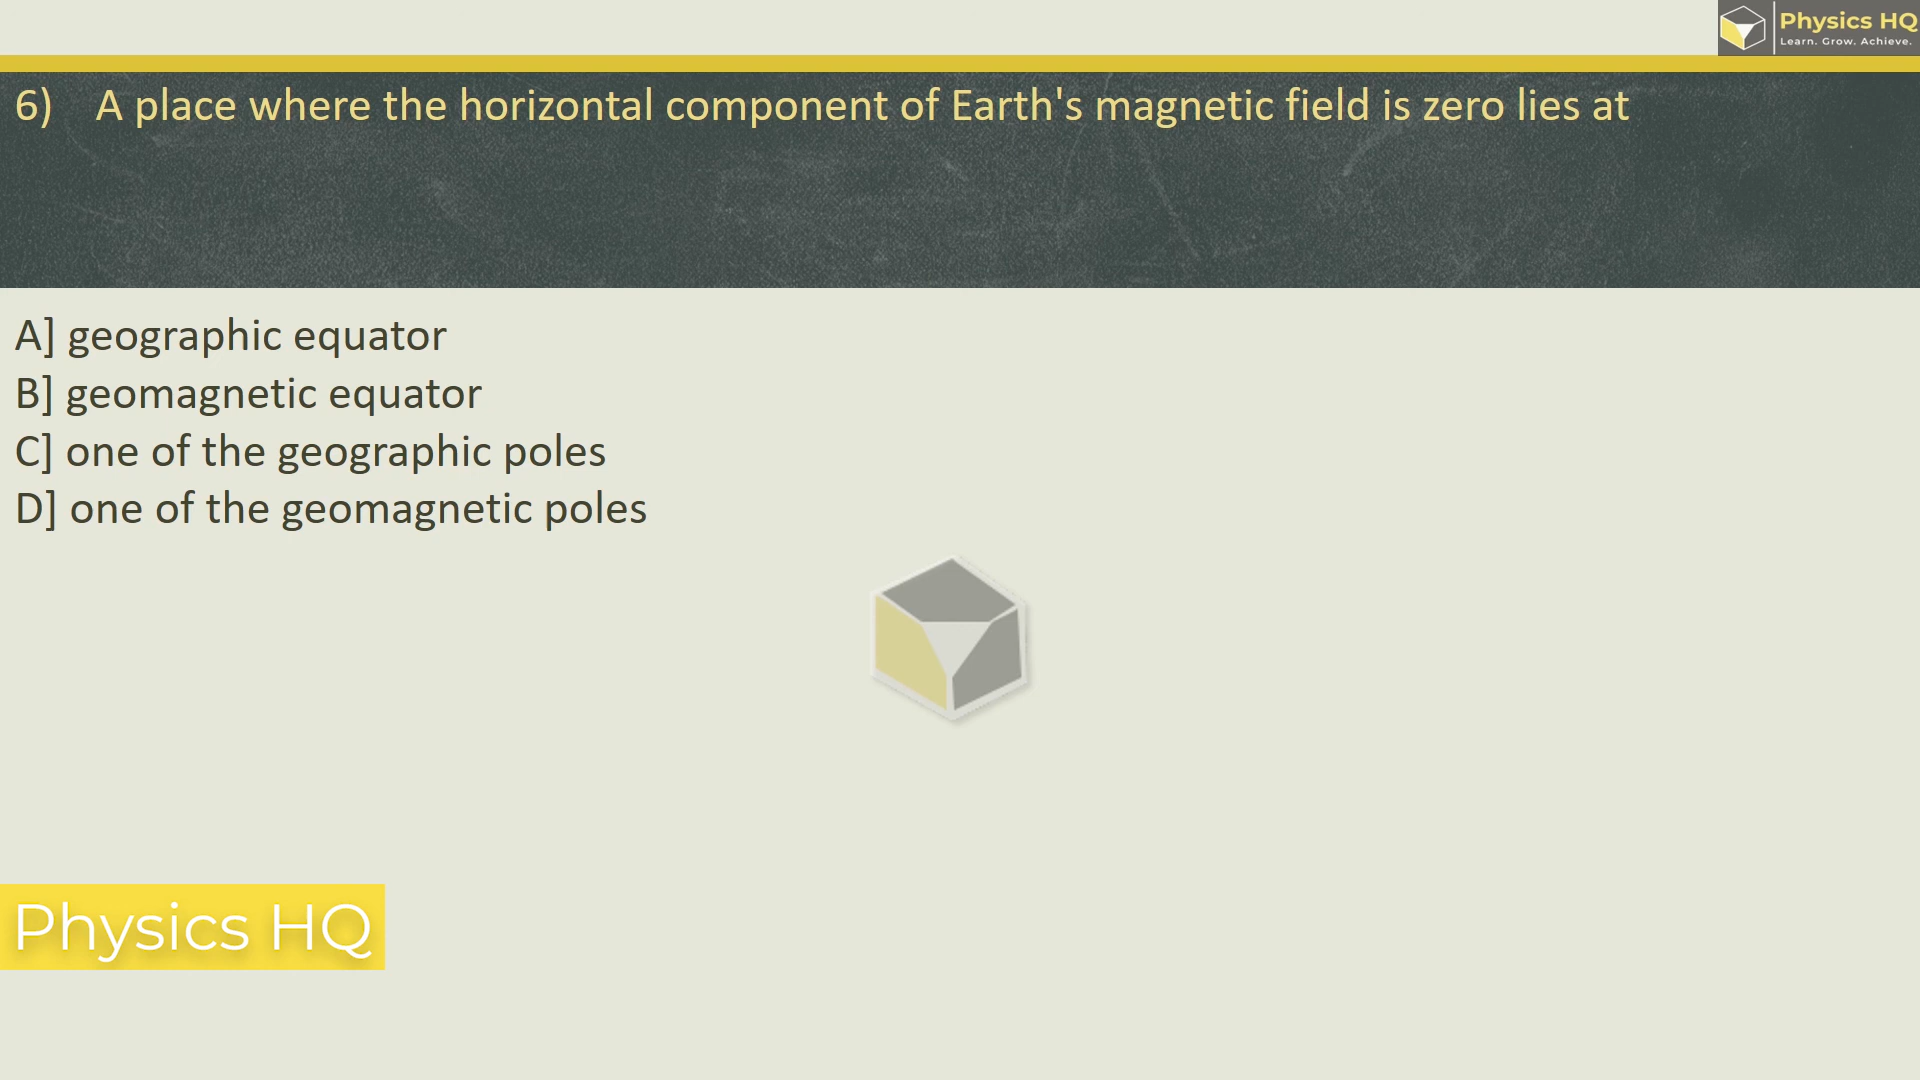 Physics HQ
Learn. Grow. Achieve.
6) A place where the horizontal component of Earth's magnetic field is zero lies at
A] geographic equator
B] geomagnetic equator
C] one of the geographic poles
D] one of the geomagnetic poles
Physics HQ